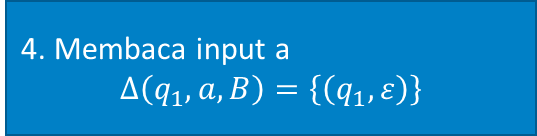 4. Membaca input a
Δ(q₁, a, B) = {(q₁, ε)}